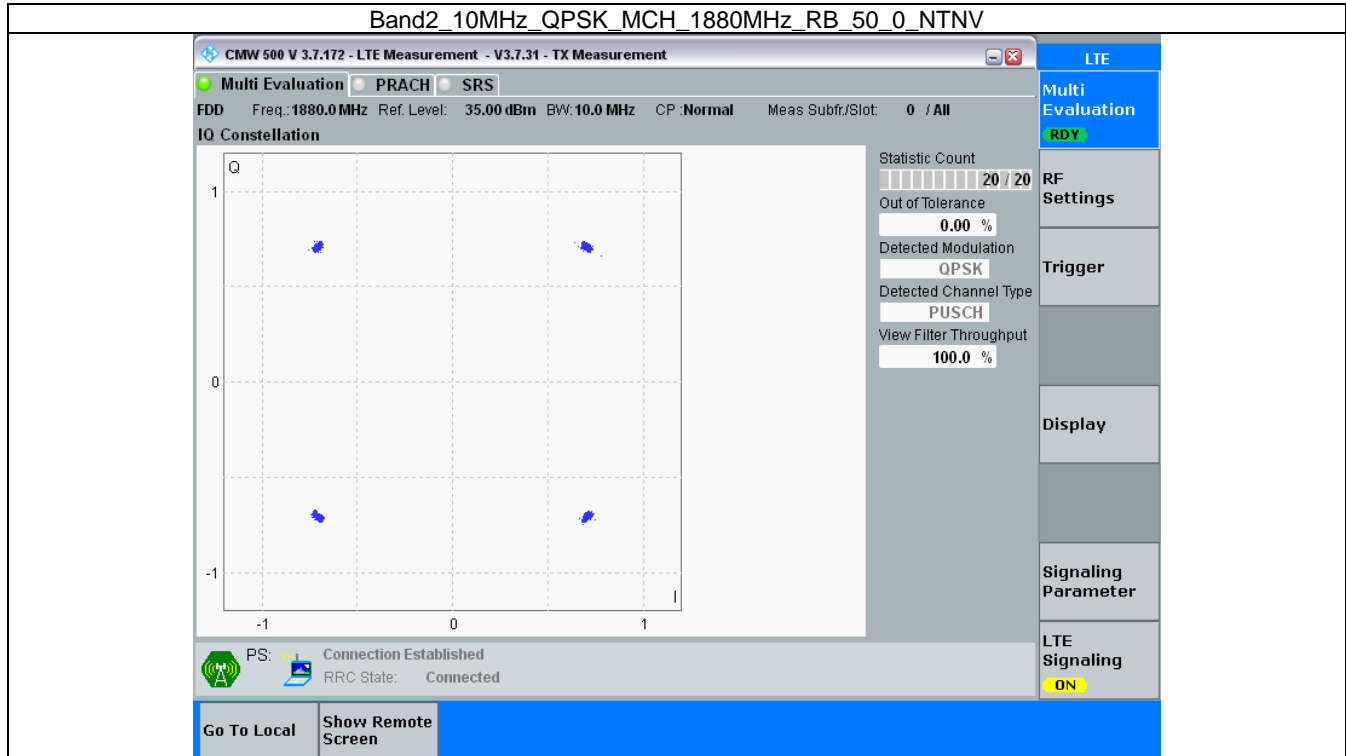 Band2_10MHz_QPSK_MCH_1880MHz_RB_50_0_NTNV
CMW 500 V 3.7.172 - LTE Measurement - V3.7.31 - TX Measurement
LTE
Multi Evaluation PRACH SRS
FDD Freq.:1880.0 MHz Ref. Level: 35.00 dBm BW:10.0 MHz CP :Normal Meas Subfr./Slot: 0 / All
IQ Constellation
Q
1
0
-1
I
-1 0 1
Statistic Count
20 / 20
Out of Tolerance
0.00 %
Detected Modulation
QPSK
Detected Channel Type
PUSCH
View Filter Throughput
100.0 %
Multi
Evaluation
RDY
RF
Settings
Trigger
Display
Signaling
Parameter
LTE
Signaling
ON
PS: Connection Established
RRC State: Connected
Go To Local
Show Remote
Screen